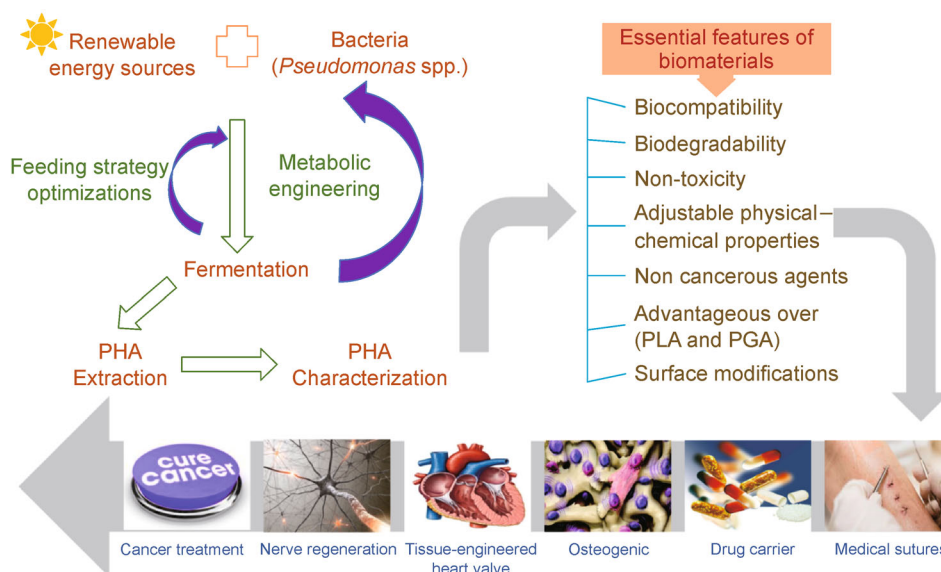 Renewable
energy sources
Bacteria
(Pseudomonas spp.)
Feeding strategy
optimizations
Metabolic
engineering
Fermentation
PHA
Extraction
PHA
Characterization
Essential features of
biomaterials
Biocompatibility
Biodegradability
Non-toxicity
Adjustable physical–
chemical properties
Non cancerous agents
Advantageous over
(PLA and PGA)
Surface modifications
cure
cancer
Cancer treatment
Nerve regeneration
Tissue-engineered
heart valve
Osteogenic
Drug carrier
Medical sutures